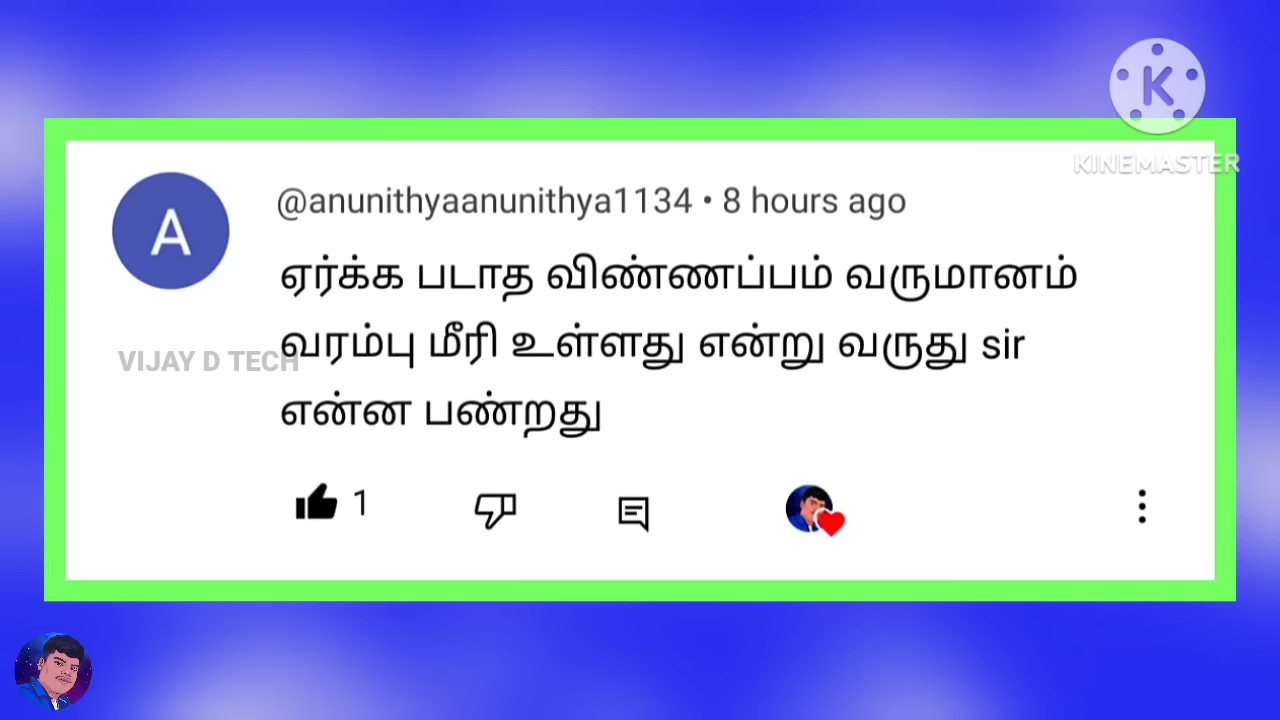 K
KINEMASTER
A
@anunithyaanunithya1134 • 8 hours ago
ஏர்க்க படாத விண்ணப்பம் வருமானம்
வரம்பு மீரி உள்ளது என்று வருது sir
VIJAY D TECH
என்ன பண்றது
1